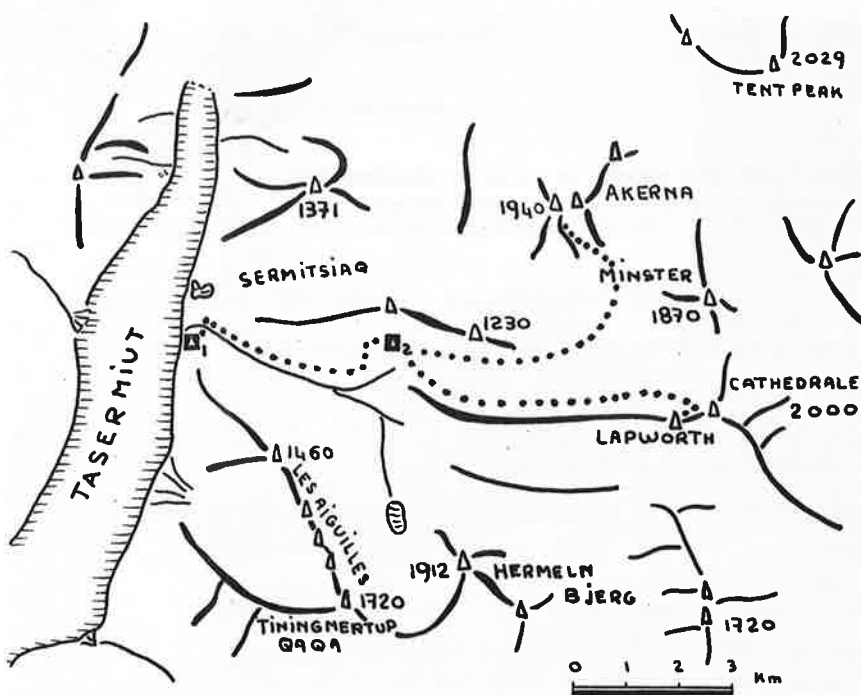 2029
TENT PEAK
1371
1940
AKERNA
SERMITSIAQ
MINSTER
1870
1230
1
2
CATHEDRALE
2000
LAPWORTH
TASERMIUT
1460
LES AIGUILLES
1912
HERMELN
BJERG
1720
TININGMERTUP
QAQA
1720
0 1 2 3
Km